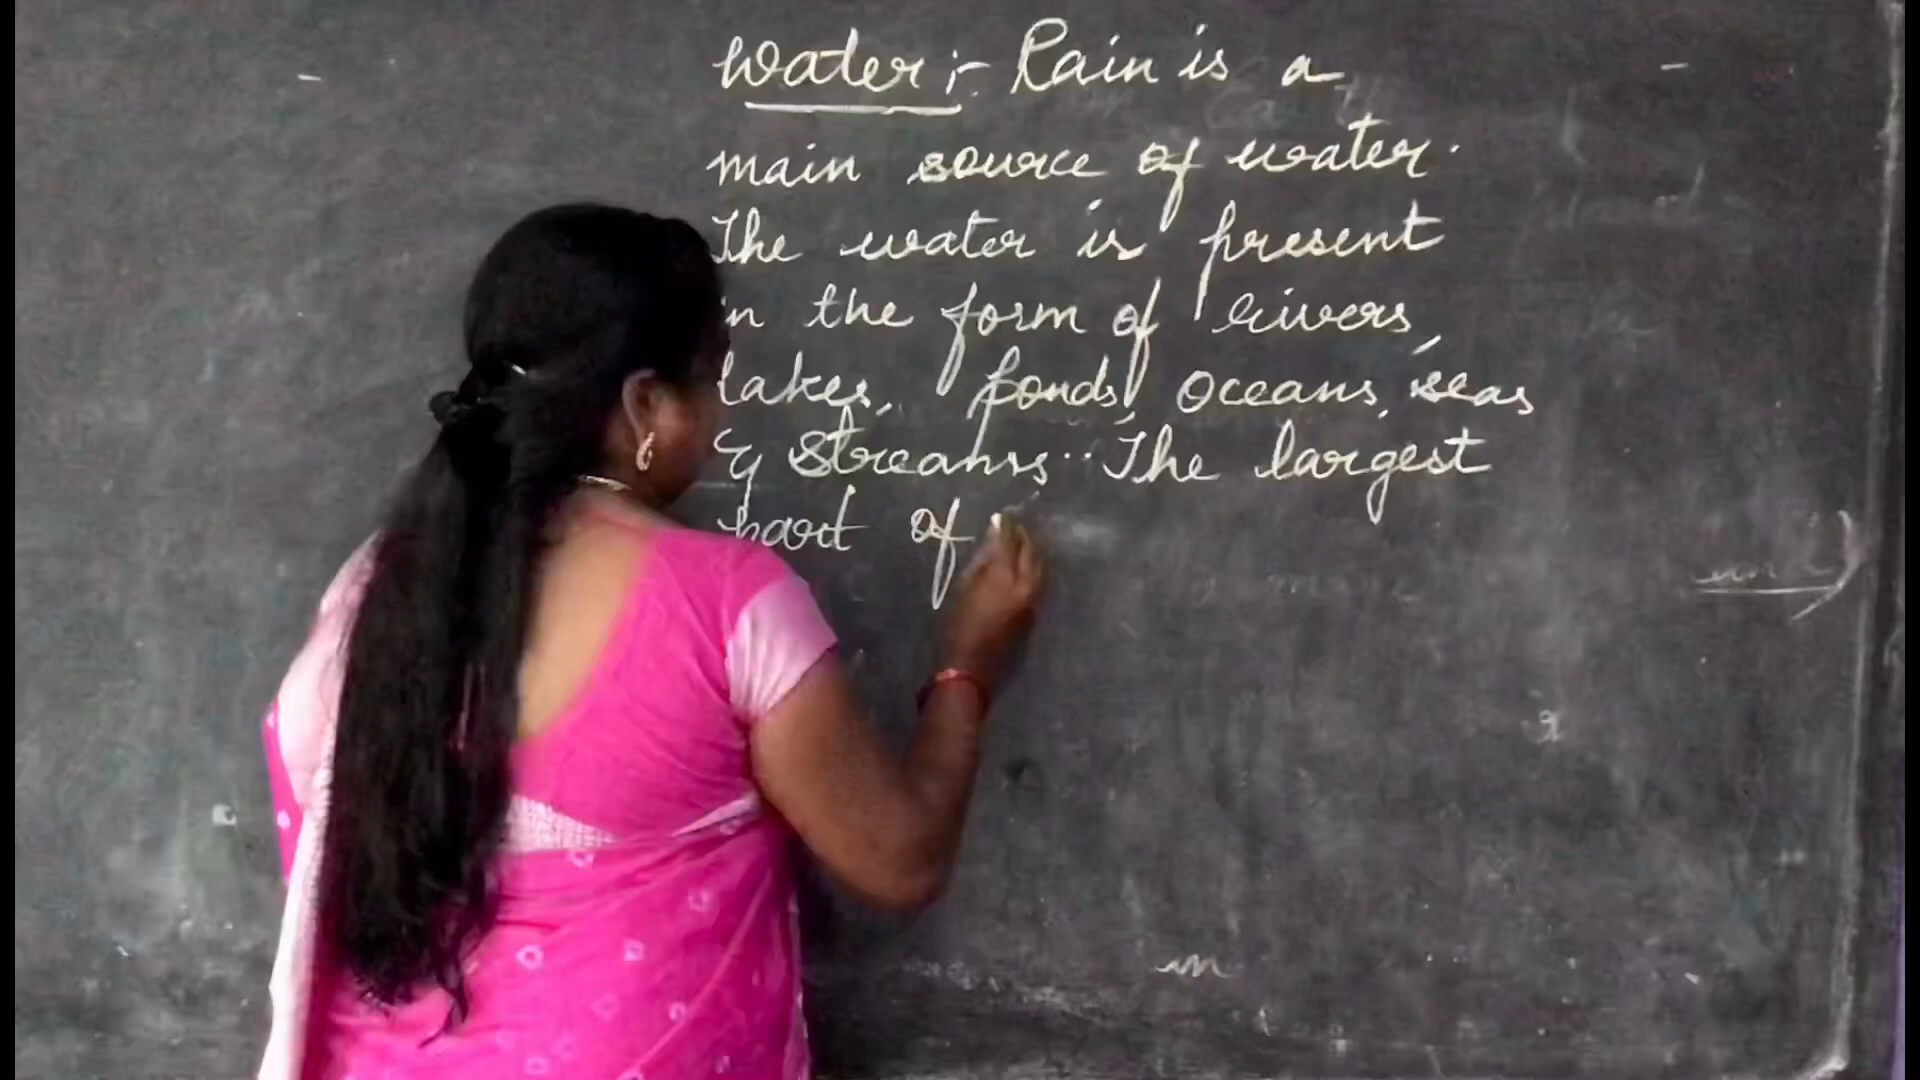 Water :- Rain is a
main source of water.
The water is present
in the form of rivers,
lakes, ponds, oceans, seas
& Streams. The largest
part of
in